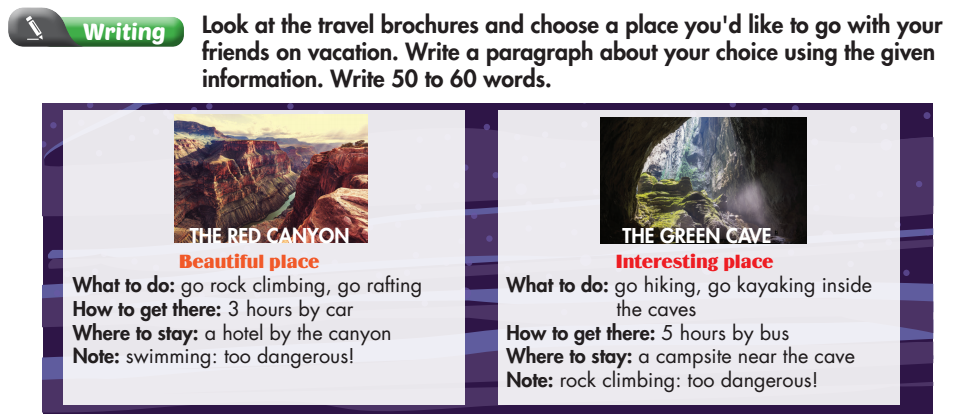 Writing
Look at the travel brochures and choose a place you'd like to go with your
friends on vacation. Write a paragraph about your choice using the given
information. Write 50 to 60 words.
THE RED CANYON
Beautiful place
What to do: go rock climbing, go rafting
How to get there: 3 hours by car
Where to stay: a hotel by the canyon
Note: swimming: too dangerous!
THE GREEN CAVE
Interesting place
What to do: go hiking, go kayaking inside
the caves
How to get there: 5 hours by bus
Where to stay: a campsite near the cave
Note: rock climbing: too dangerous!